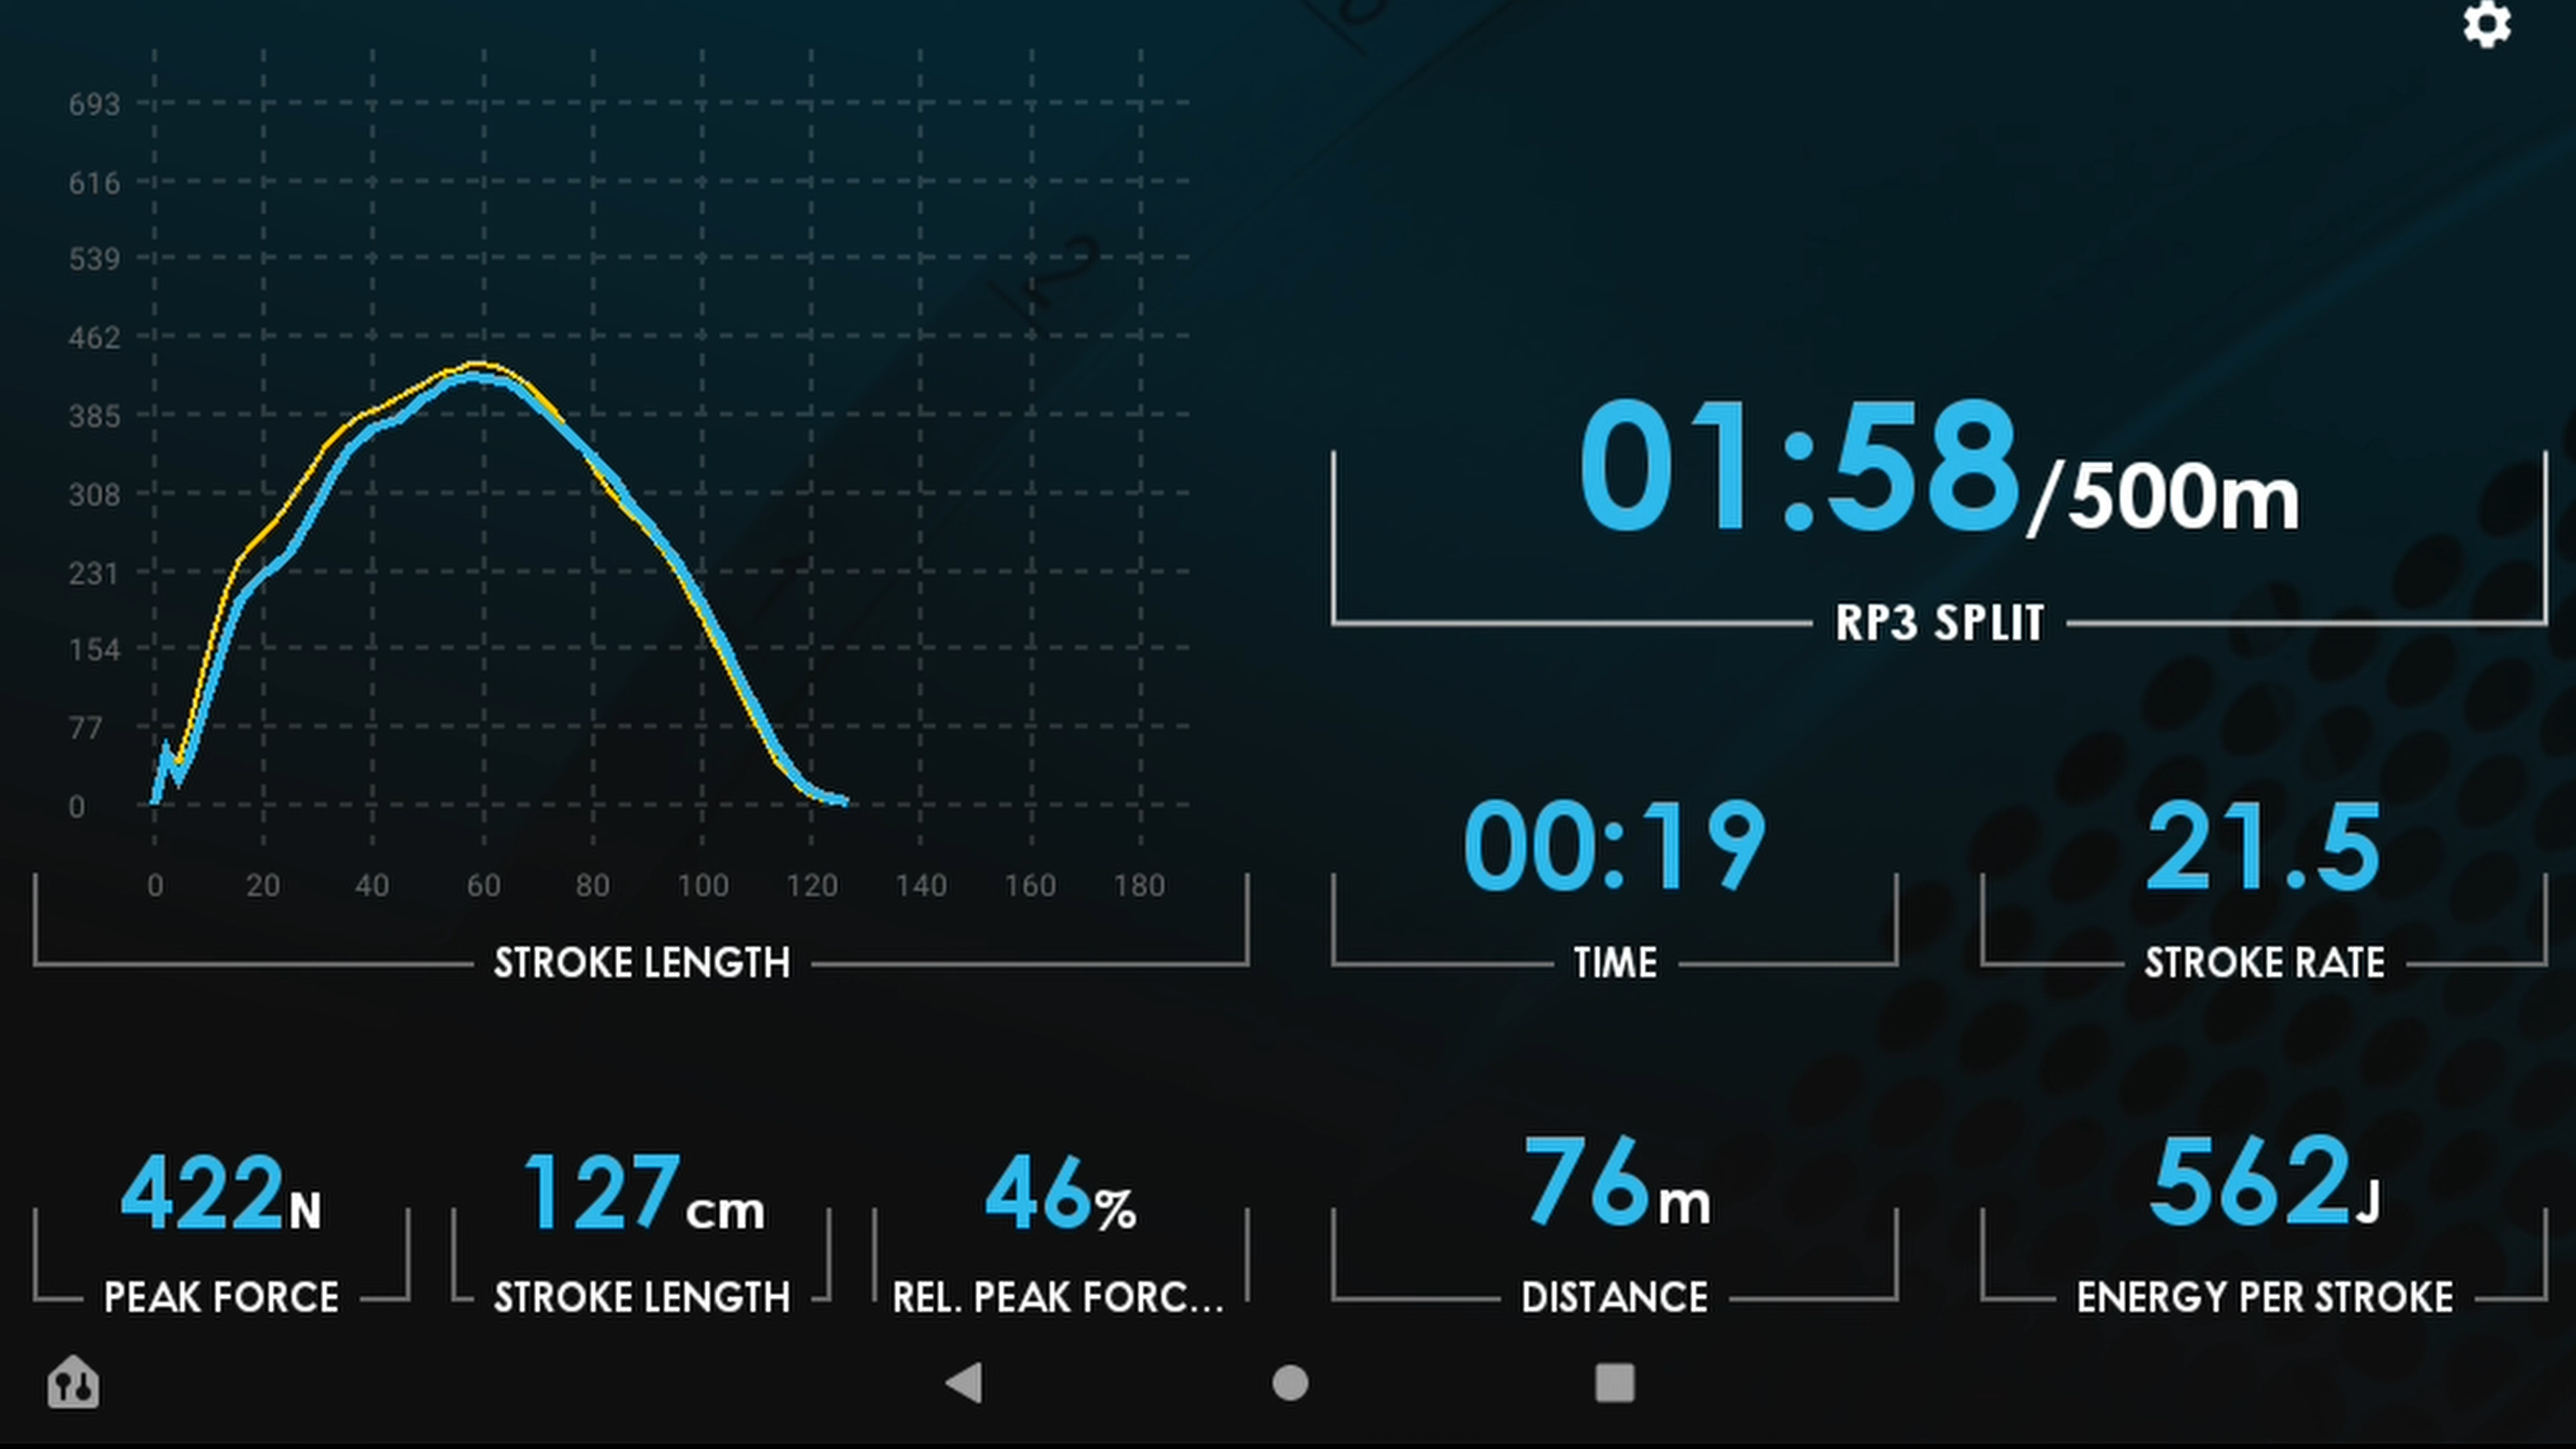 693
616
539
462
385
308
231
154
77
0
0 20 40 60 80 100 120 140 160 180
STROKE LENGTH
01:58/500m
RP3 SPLIT
00:19
TIME
21.5
STROKE RATE
422N
PEAK FORCE
127cm
STROKE LENGTH
46%
REL. PEAK FORC...
76m
DISTANCE
562J
ENERGY PER STROKE